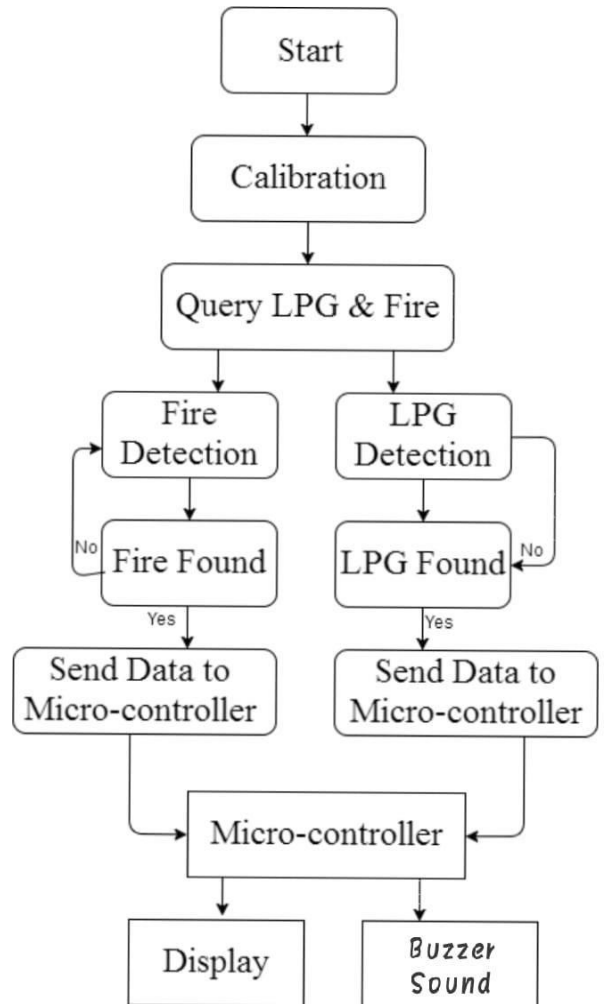 Start
Calibration
Query LPG & Fire
Fire
Detection
LPG
Detection
No
Fire Found
LPG Found
No
Yes
Yes
Send Data to
Micro-controller
Send Data to
Micro-controller
Micro-controller
Display
Buzzer
Sound